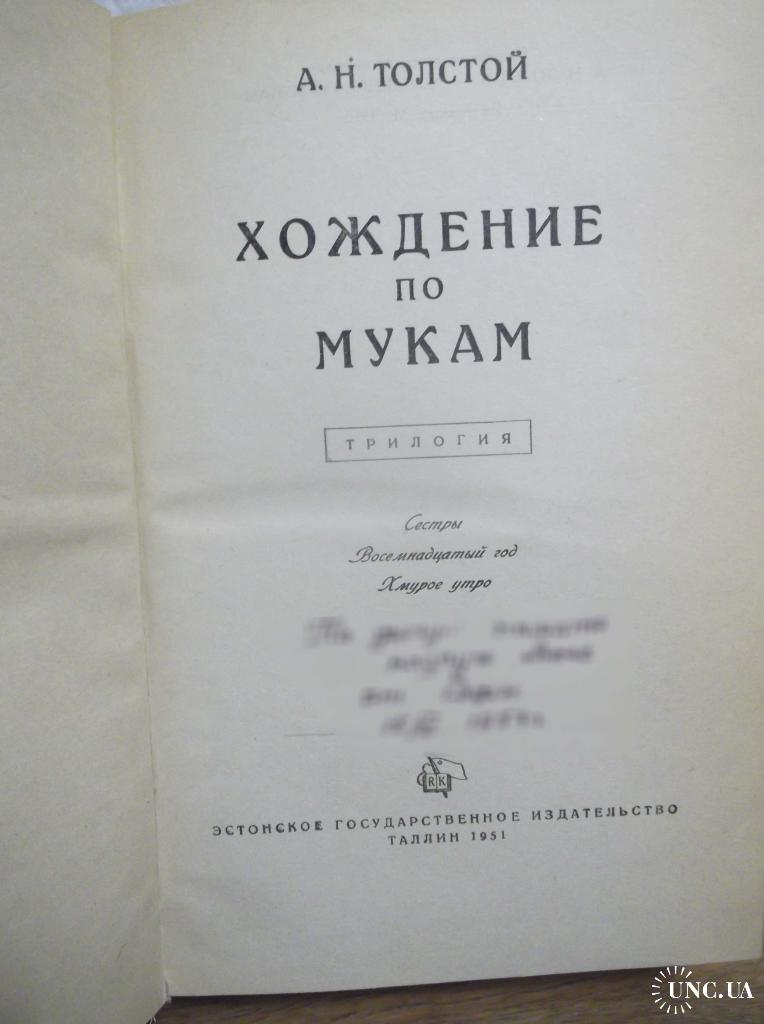 А. Н. ТОЛСТОЙ
ХОЖДЕНИЕ
ПО
МУКАМ
ТРИЛОГИЯ
Сестры
Восемнадцатый год
Хмурое утро
RK
ЭСТОНСКОЕ ГОСУДАРСТВЕННОЕ ИЗДАТЕЛЬСТВО
ТАЛЛИН 1951
UNC.UA